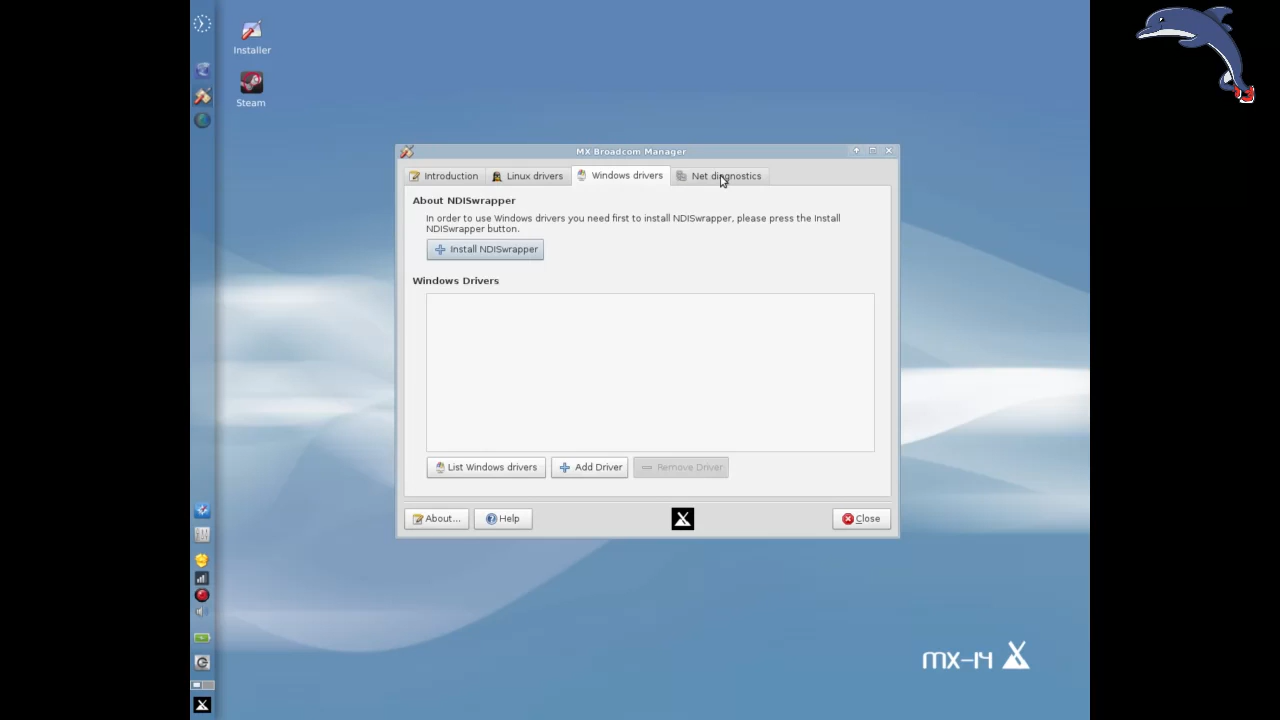 Installer
Steam
MX Broadcom Manager
Introduction
Linux drivers
Windows drivers
Net diagnostics
About NDISwrapper
In order to use Windows drivers you need first to install NDISwrapper, please press the Install
NDISwrapper button.
Install NDISwrapper
Windows Drivers
List Windows drivers
Add Driver
Remove Driver
About...
Help
Close
mx-14